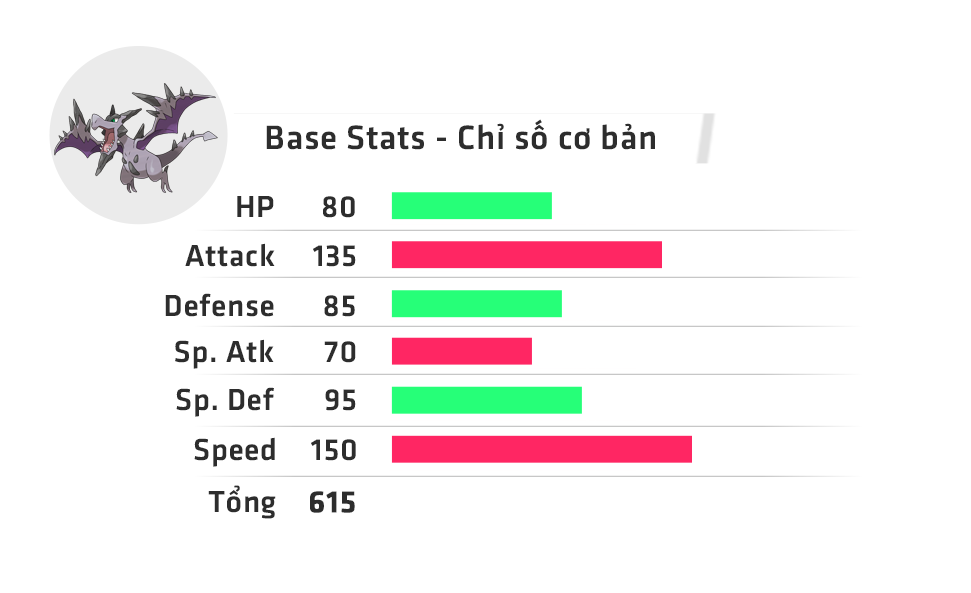 Base Stats - Chỉ số cơ bản
HP 80
Attack 135
Defense 85
Sp. Atk 70
Sp. Def 95
Speed 150
Tổng 615